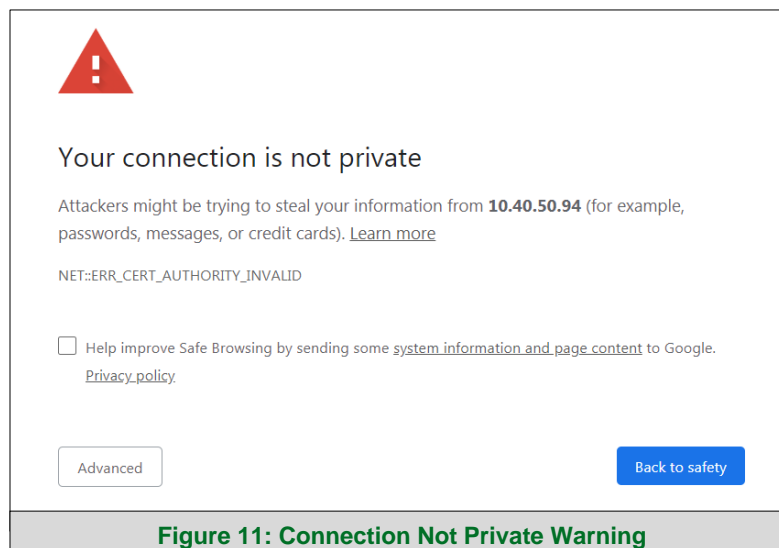 Your connection is not private
Attackers might be trying to steal your information from 10.40.50.94 (for example,
passwords, messages, or credit cards). Learn more
NET::ERR_CERT_AUTHORITY_INVALID
Help improve Safe Browsing by sending some system information and page content to Google.
Privacy policy
Advanced
Back to safety
Figure 11: Connection Not Private Warning